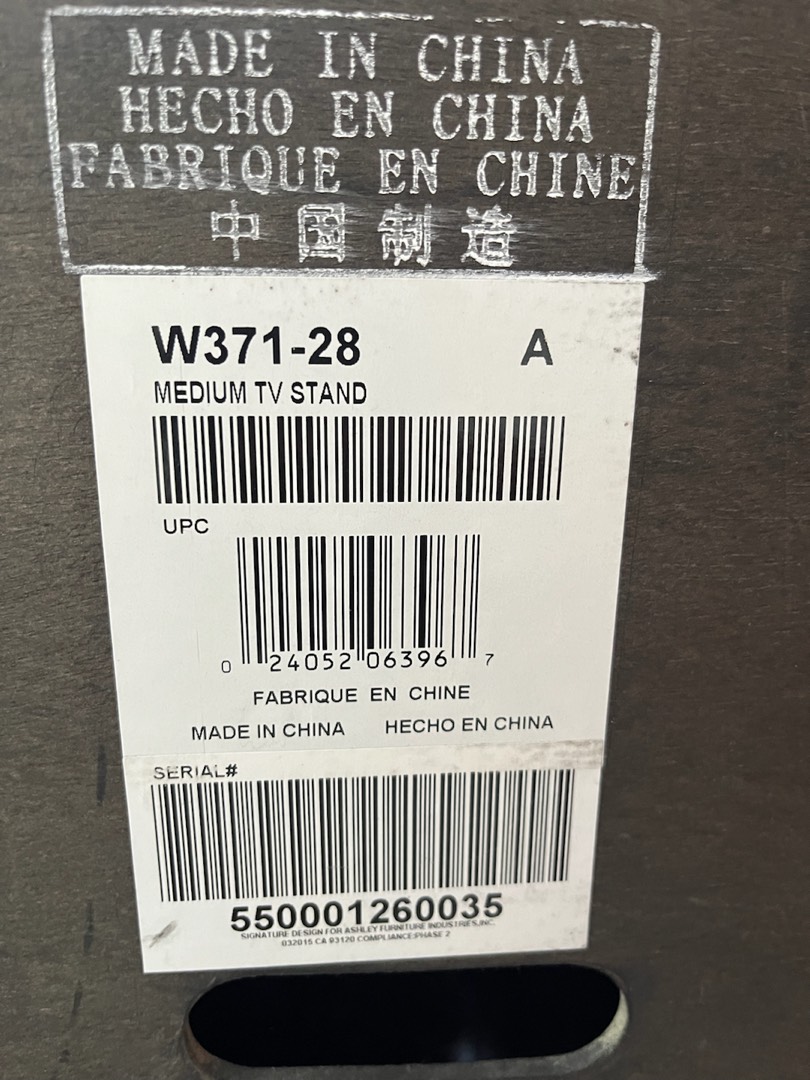 MADE IN CHINA
HECHO EN CHINA
FABRIQUE EN CHINE
中国制造
W371-28 A
MEDIUM TV STAND
UPC
0 24052 06396 7
FABRIQUE EN CHINE
MADE IN CHINA HECHO EN CHINA
SERIAL#
550001260035
SIGNATURE DESIGN FOR ASHLEY FURNITURE INDUSTRIES,INC.
032015 CA 93120 COMPLIANCE:PHASE 2